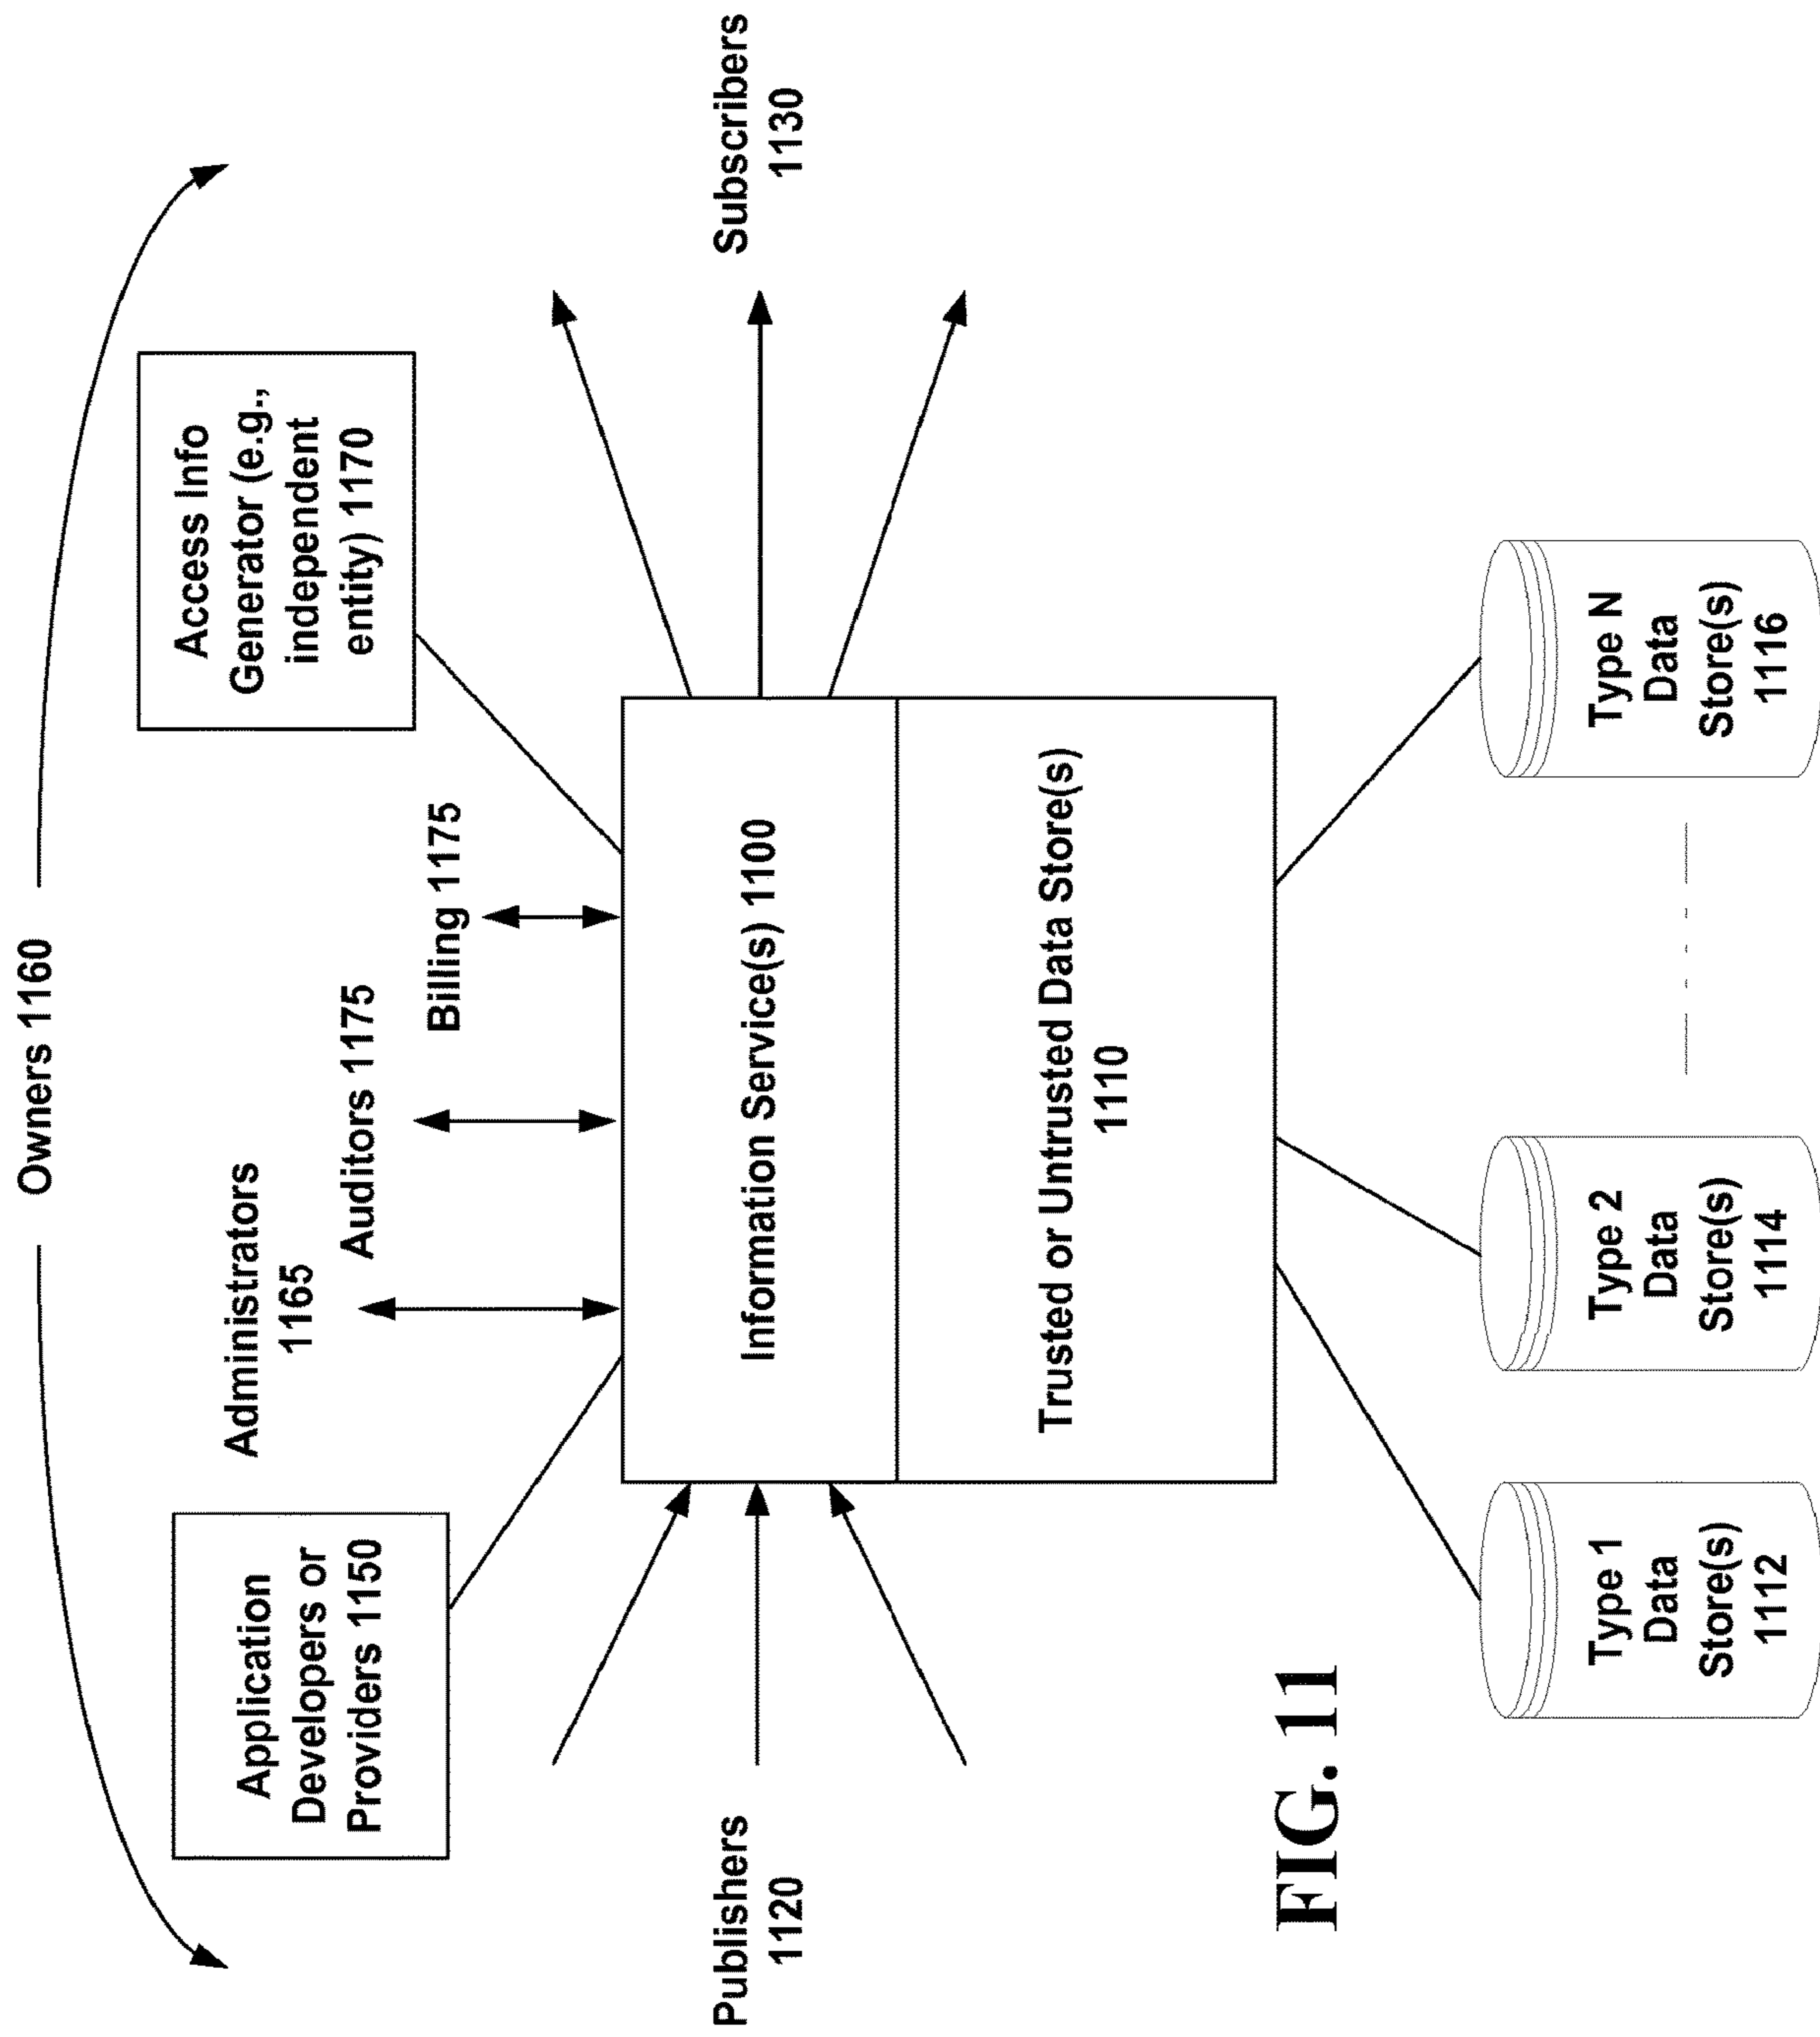 Owners 1160
Application
Developers or
Providers 1150
Administrators
1165
Auditors 1175
Billing 1175
Access Info
Generator (e.g.,
independent
entity) 1170
Publishers
1120
Information Service(s) 1100
Subscribers
1130
Trusted or Untrusted Data Store(s)
1110
FIG. 11
Type 1
Data
Store(s)
1112
Type 2
Data
Store(s)
1114
Type N
Data
Store(s)
1116